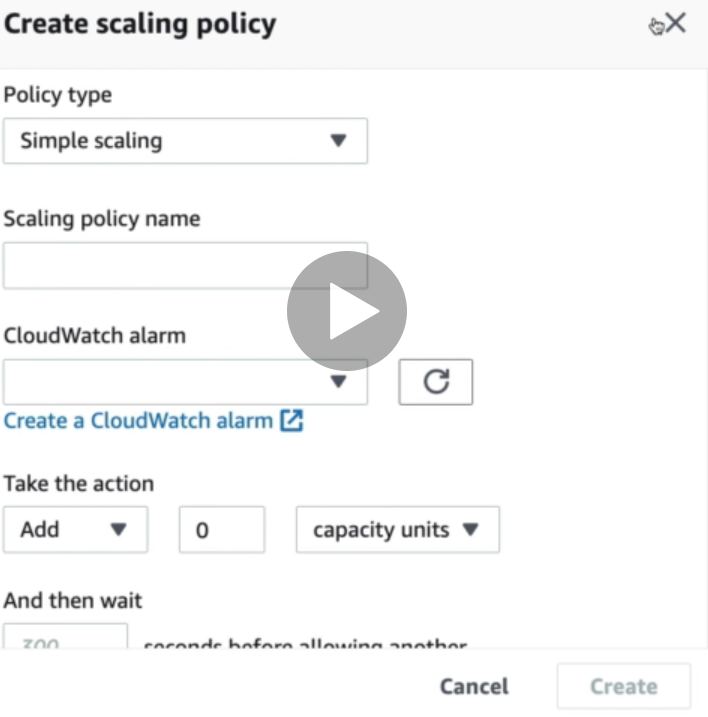 Create scaling policy
Policy type
Simple scaling
Scaling policy name
CloudWatch alarm
Create a CloudWatch alarm
Take the action
Add 0 capacity units
And then wait
300 seconds before allowing another
Cancel Create